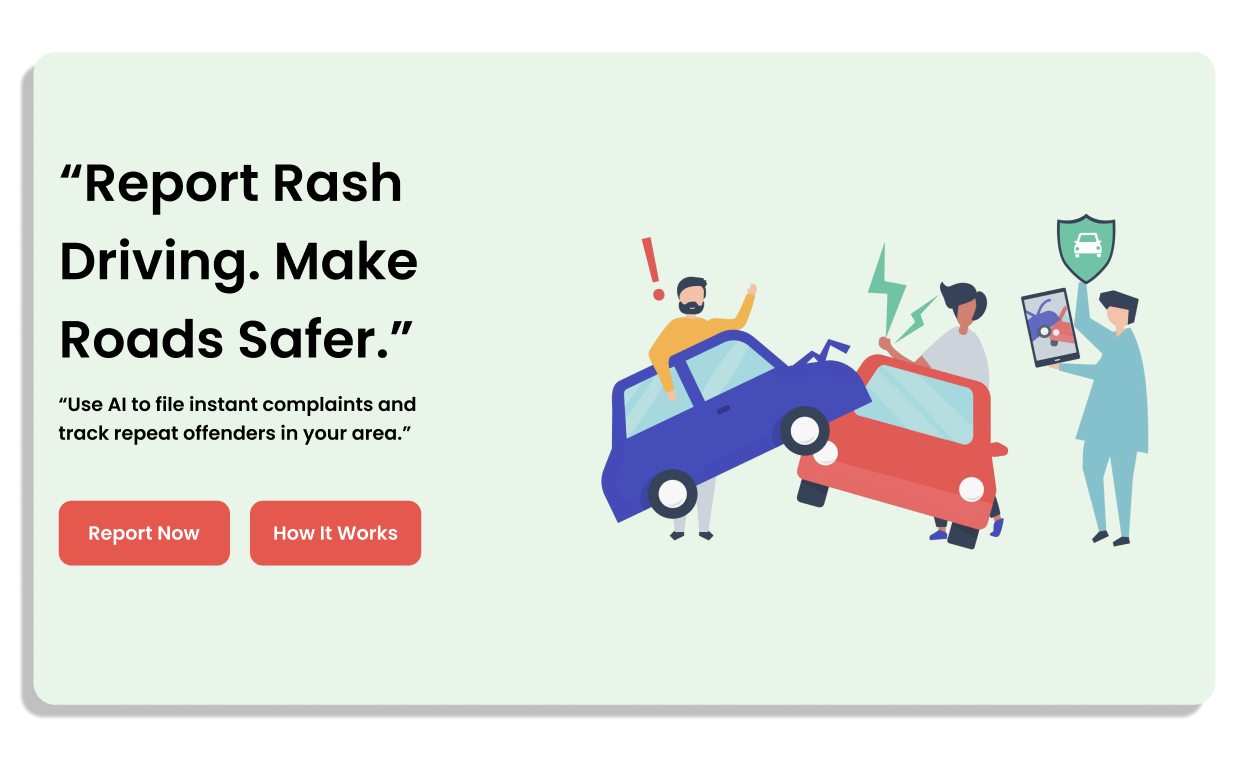 “Report Rash
Driving. Make
Roads Safer.”
“Use AI to file instant complaints and
track repeat offenders in your area.”
Report Now
How It Works